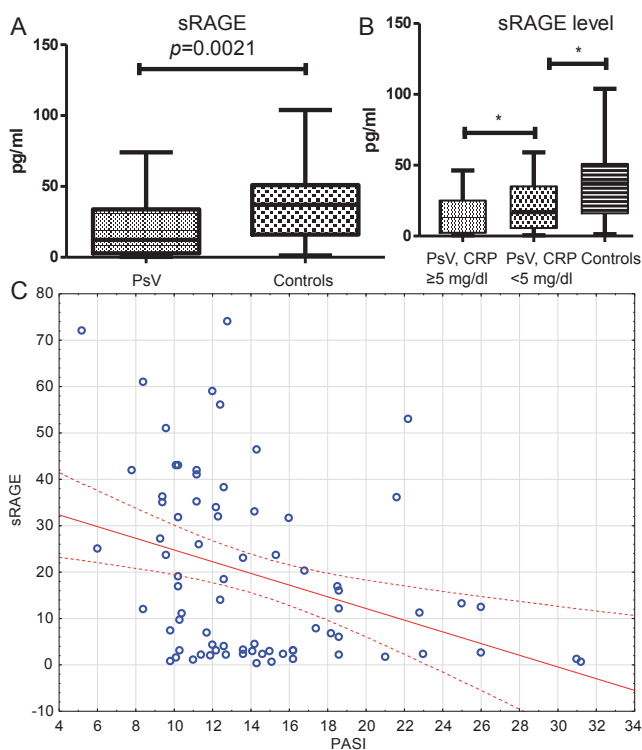 A
sRAGE
p=0.0021
pg/ml
150
100
50
0
PsV
Controls
B
sRAGE level
*
*
pg/ml
150
100
50
0
PsV, CRP
≥5 mg/dl
PsV, CRP
<5 mg/dl
Controls
C
sRAGE
80
70
60
50
40
30
20
10
0
-10
4 6 8 10 12 14 16 18 20 22 24 26 28 30 32 34
PASI